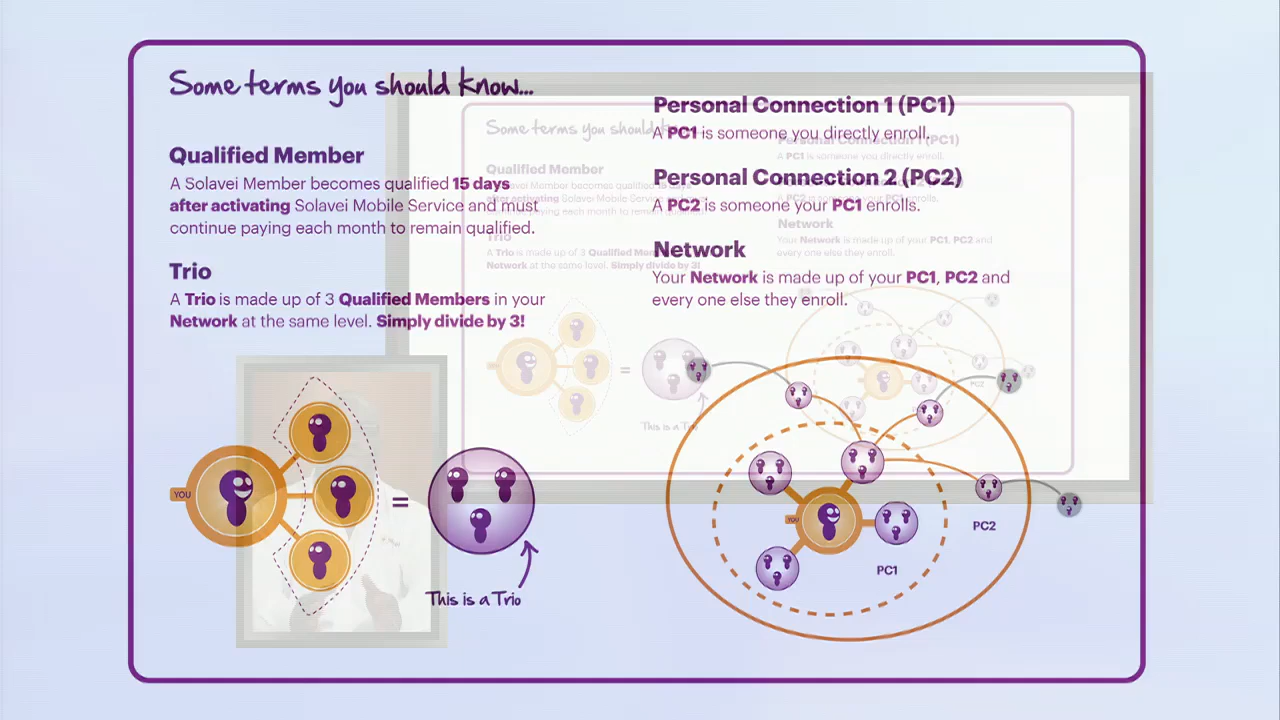 Some terms you should know...
Qualified Member
A Solavei Member becomes qualified 15 days
after activating Solavei Mobile Service and must
continue paying each month to remain qualified.
Trio
A Trio is made up of 3 Qualified Members in your
Network at the same level. Simply divide by 3!
YOU
=
This is a Trio
Personal Connection 1 (PC1)
A PC1 is someone you directly enroll.
Personal Connection 2 (PC2)
A PC2 is someone your PC1 enrolls.
Network
Your Network is made up of your PC1, PC2 and
every one else they enroll.
YOU
PC1
PC2